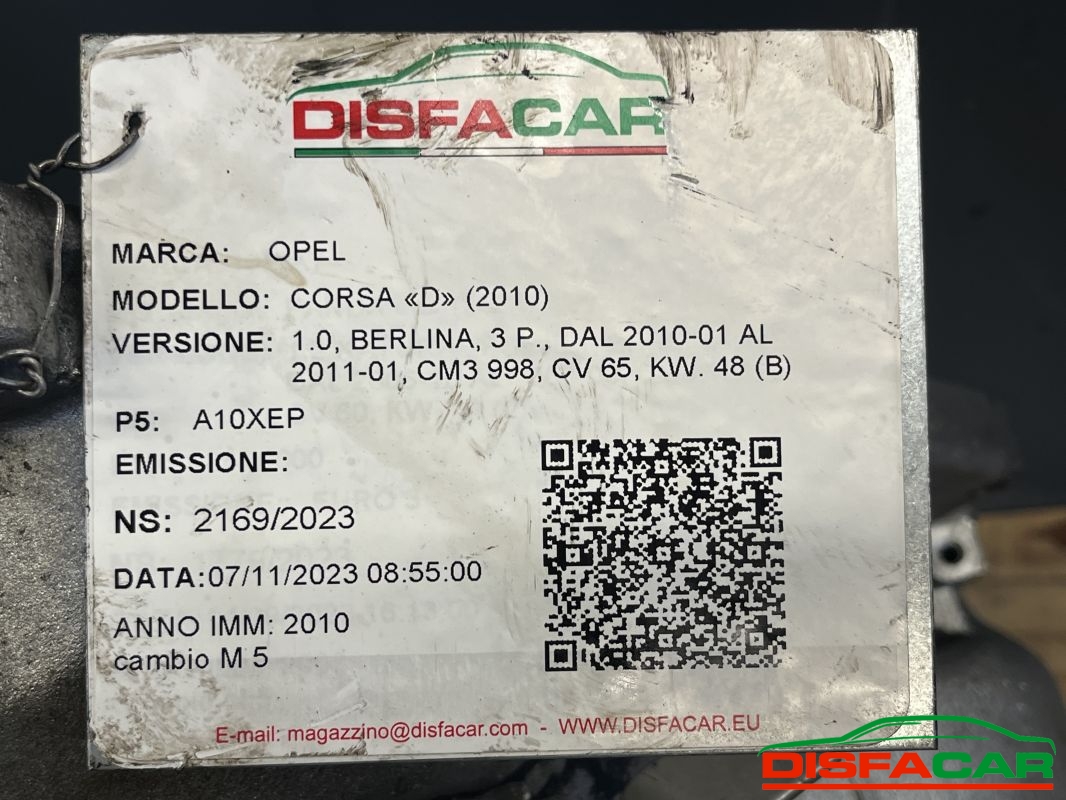 DISFACAR
MARCA: OPEL
MODELLO: CORSA «D» (2010)
VERSIONE: 1.0, BERLINA, 3 P., DAL 2010-01 AL
2011-01, CM3 998, CV 65, KW. 48 (B)
P5: A10XEP
EMISSIONE:
NS: 2169/2023
DATA:07/11/2023 08:55:00
ANNO IMM: 2010
cambio M 5
E-mail: magazzino@disfacar.com - WWW.DISFACAR.EU
DISFACAR